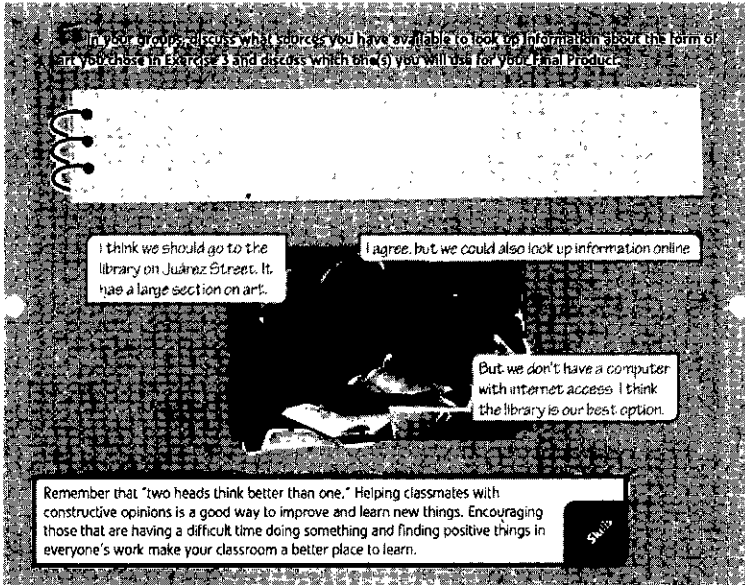 In your groups, discuss what sources you have available to look up information about the form of
art you chose in Exercise 3 and discuss which one(s) you will use for your Final Product.
I think we should go to the
library on Juárez Street. It
has a large section on art.
I agree, but we could also look up information online
But we don't have a computer
with internet access. I think
the library is our best option.
Remember that "two heads think better than one." Helping classmates with
constructive opinions is a good way to improve and learn new things. Encouraging
those that are having a difficult time doing something and finding positive things in
everyone's work make your classroom a better place to learn.
Skills